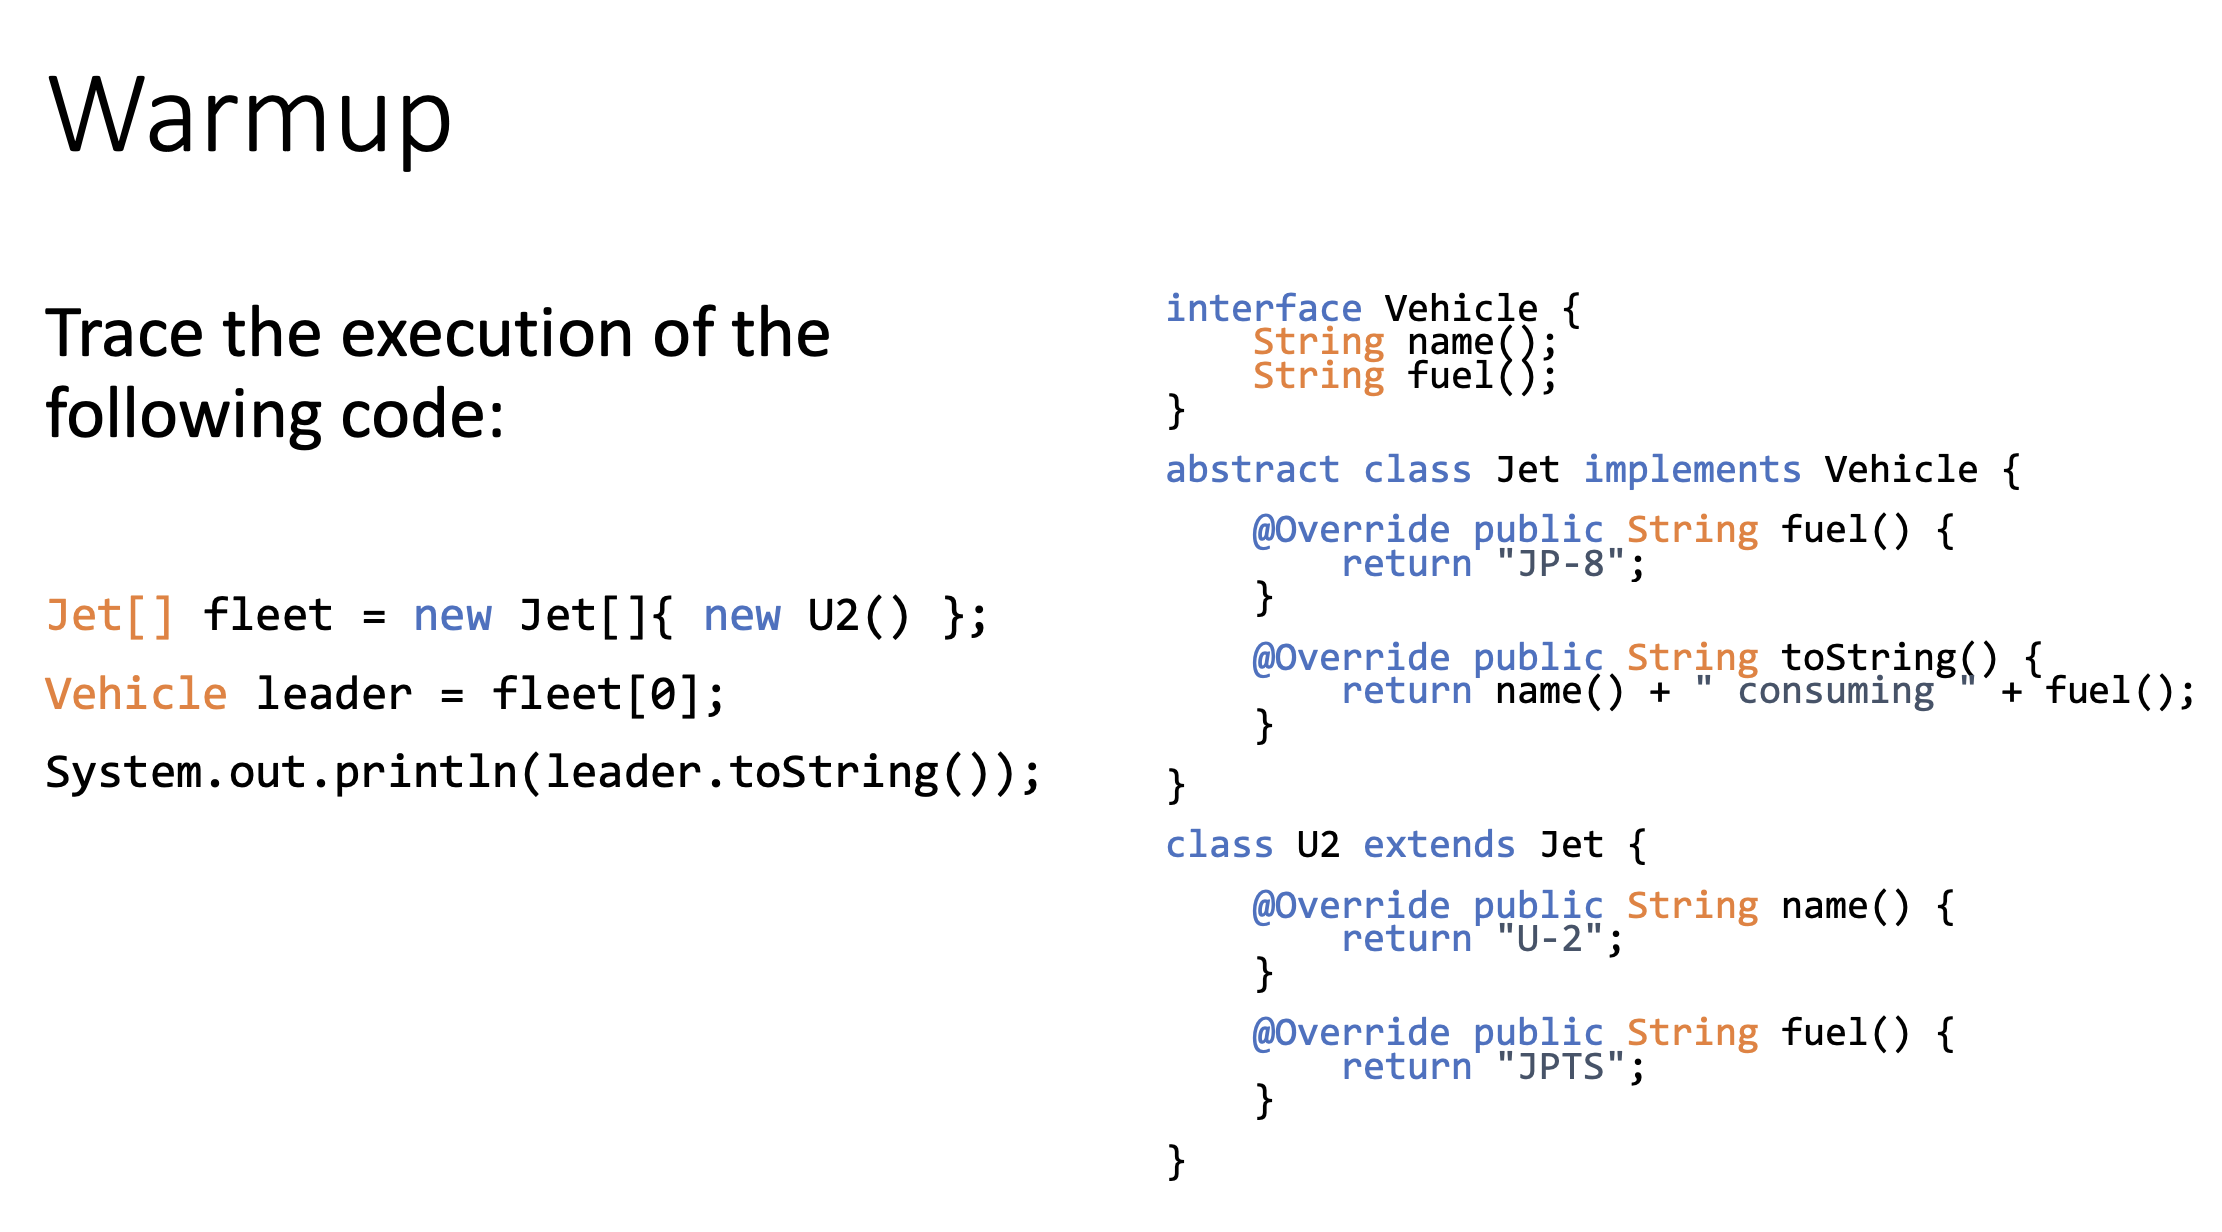 Warmup
Trace the execution of the
following code:
Jet[] fleet = new Jet[]{ new U2() };
Vehicle leader = fleet[0];
System.out.println(leader.toString());
interface Vehicle {
    String name();
    String fuel();
}
abstract class Jet implements Vehicle {
    @Override public String fuel() {
        return "JP-8";
    }
    @Override public String toString() {
        return name() + " consuming " + fuel();
    }
}
class U2 extends Jet {
    @Override public String name() {
        return "U-2";
    }
    @Override public String fuel() {
        return "JPTS";
    }
}